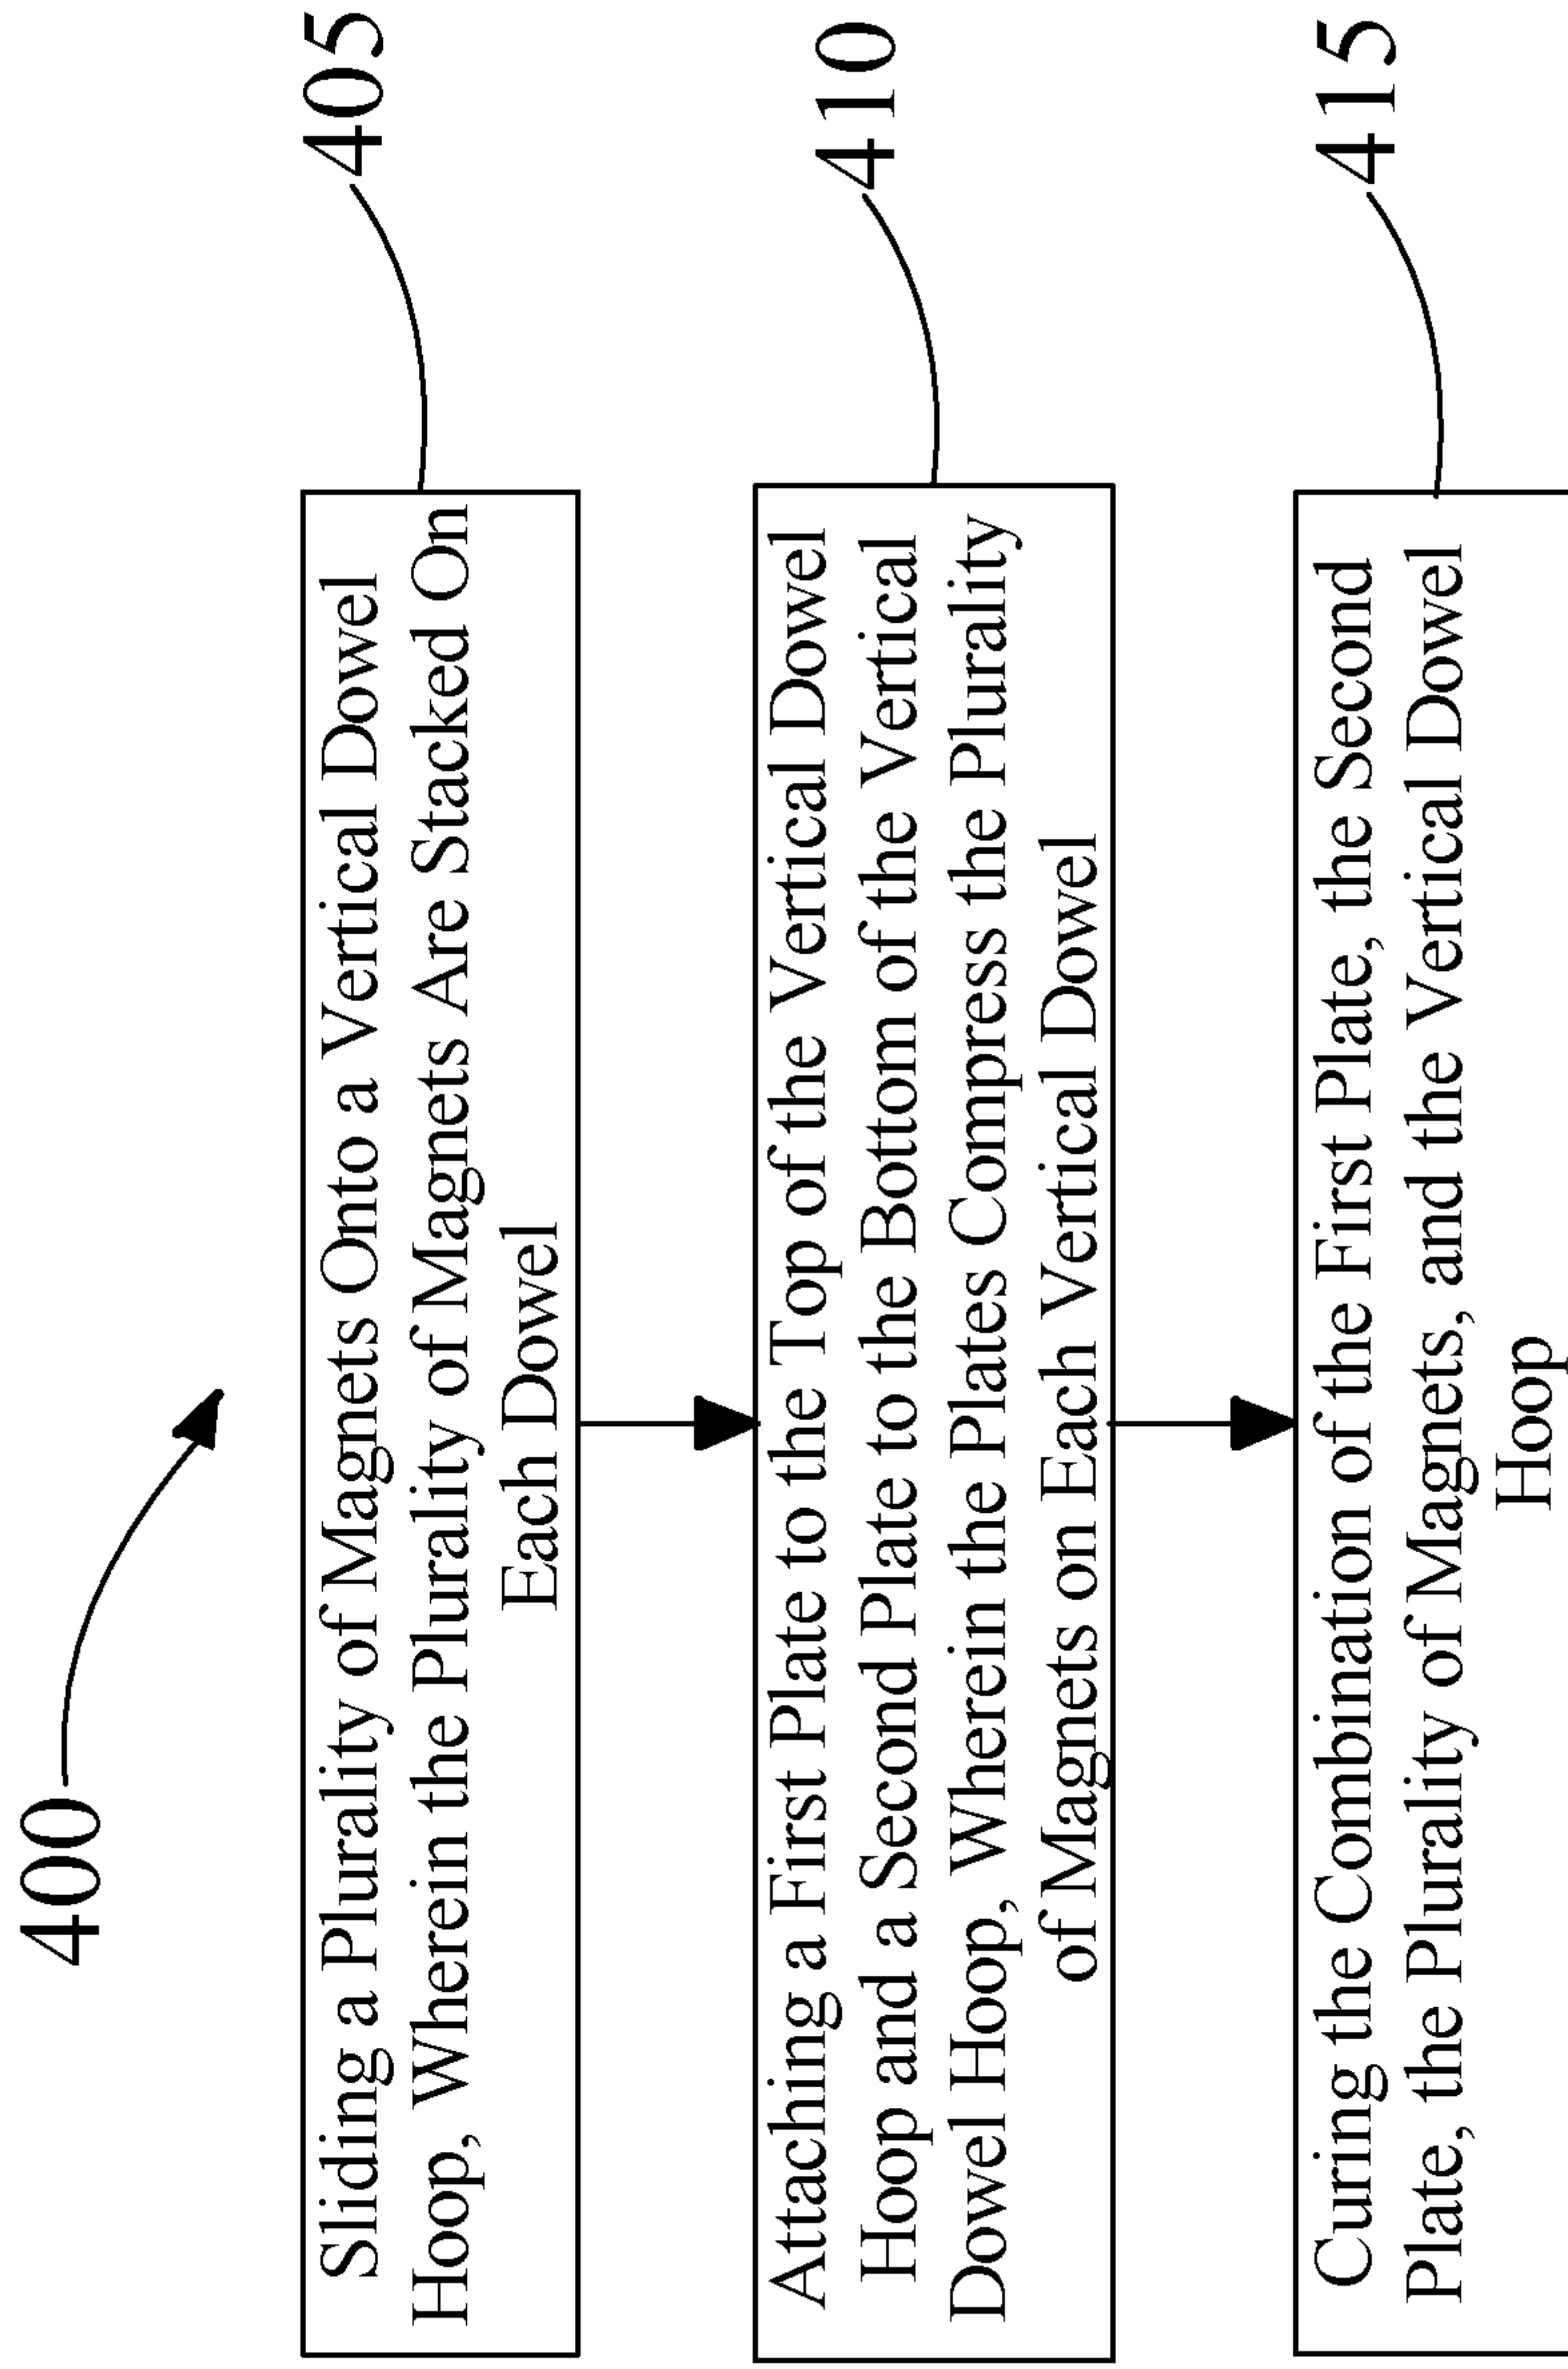 400
405
Sliding a Plurality of Magnets Onto a Vertical Dowel
Hoop, Wherein the Plurality of Magnets Are Stacked On
Each Dowel
410
Attaching a First Plate to the Top of the Vertical Dowel
Hoop and a Second Plate to the Bottom of the Vertical
Dowel Hoop, Wherein the Plates Compress the Plurality
of Magnets on Each Vertical Dowel
415
Curing the Combination of the First Plate, the Second
Plate, the Plurality of Magnets, and the Vertical Dowel
Hoop